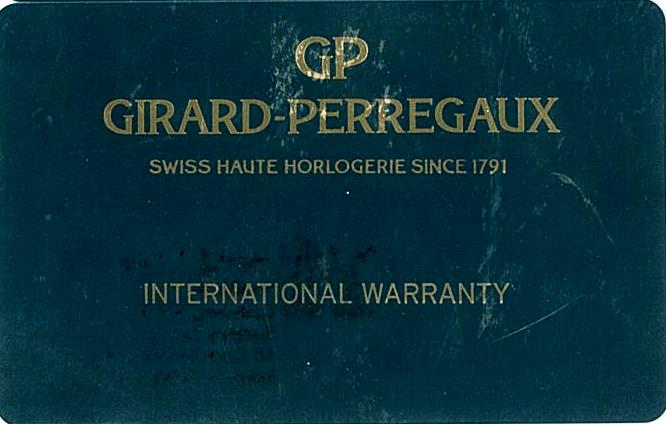 GP
GIRARD-PERREGAUX
SWISS HAUTE HORLOGERIE SINCE 1791
INTERNATIONAL WARRANTY